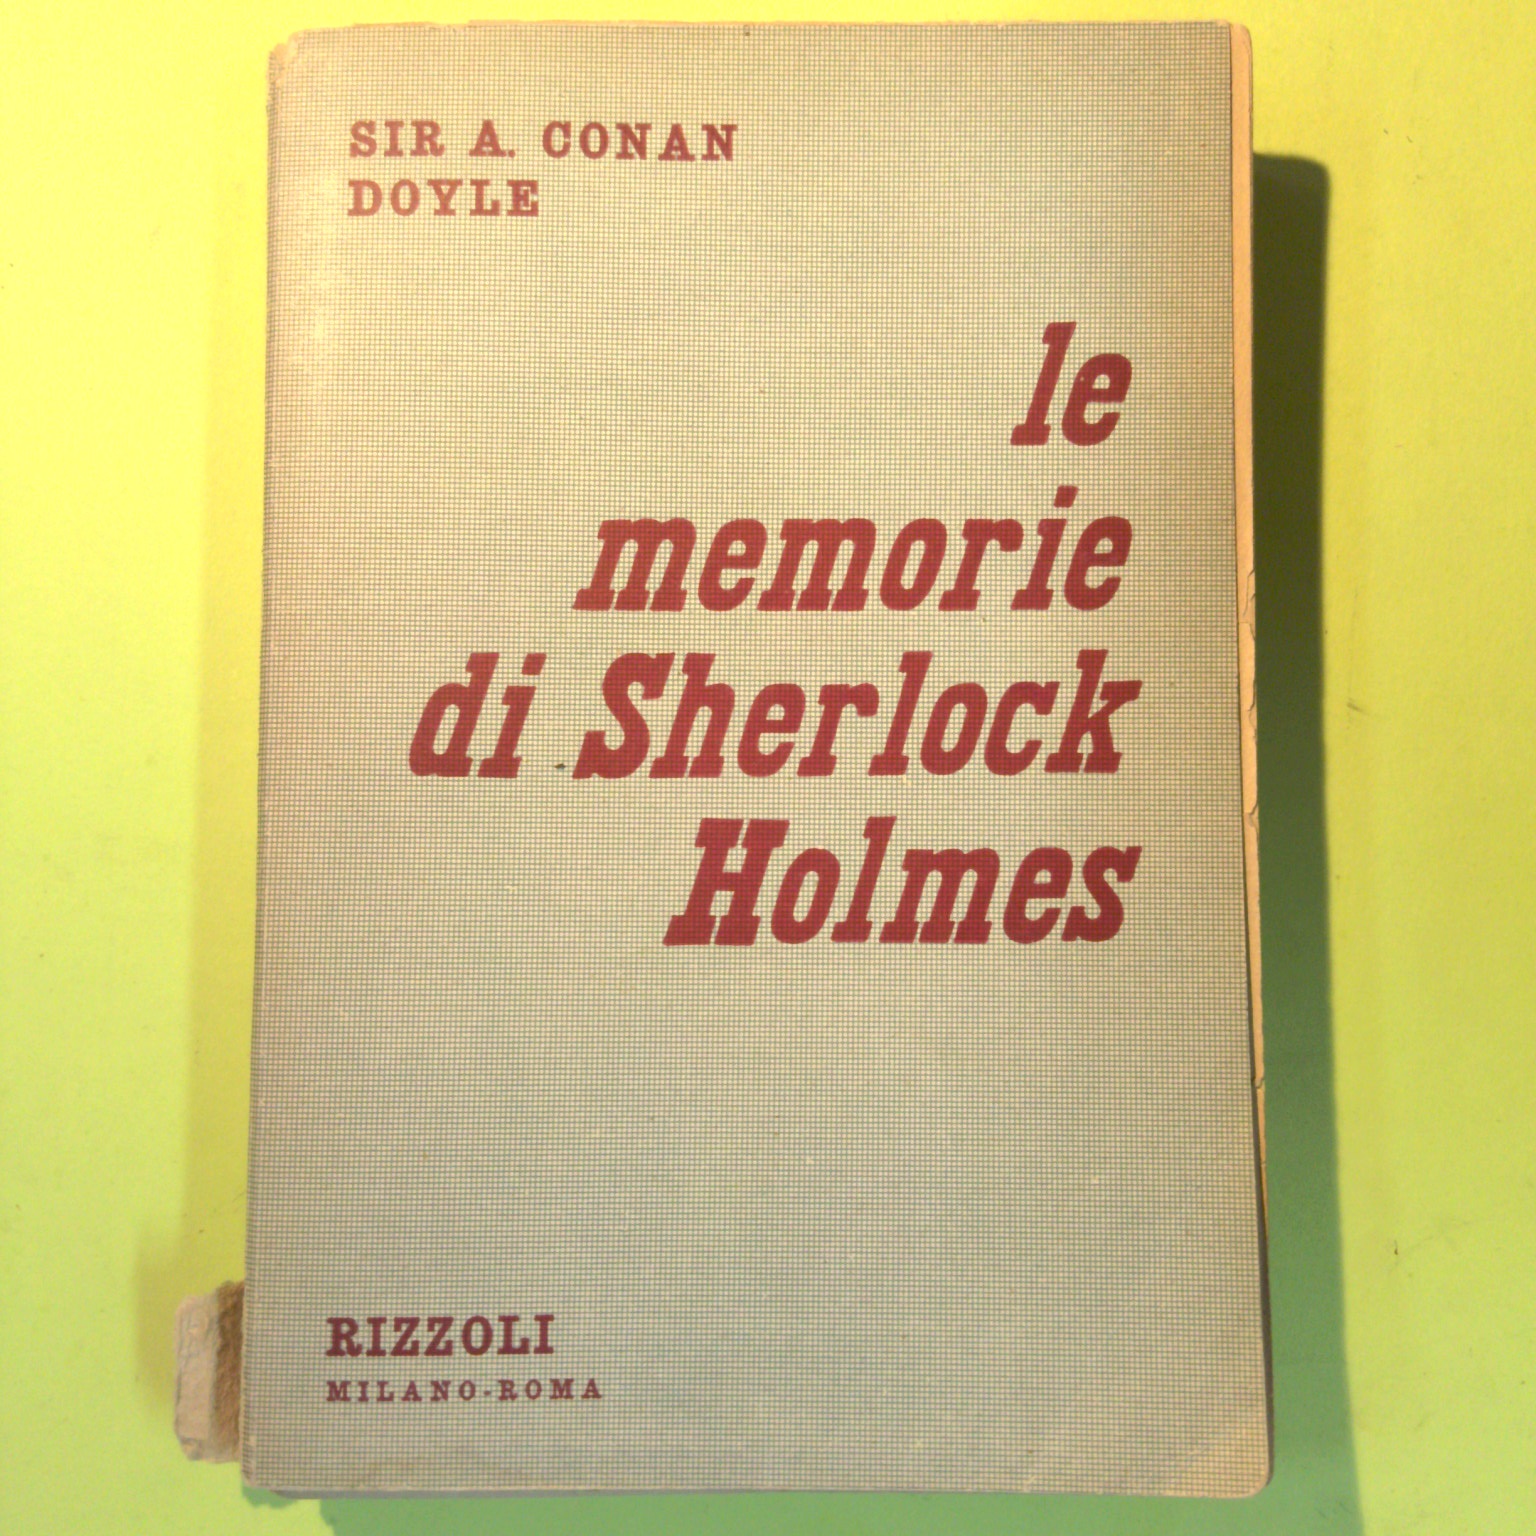 SIR A. CONAN
DOYLE
le
memorie
di Sherlock
Holmes
RIZZOLI
MILANO-ROMA